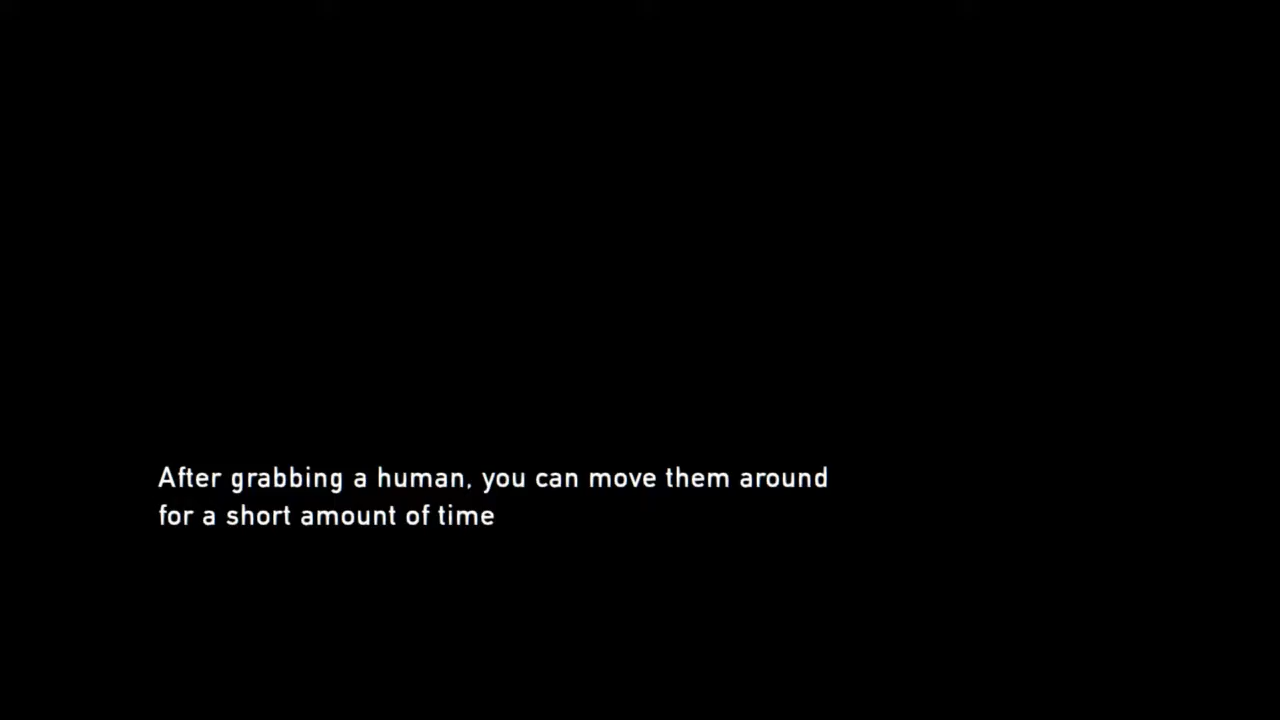 After grabbing a human, you can move them around
for a short amount of time